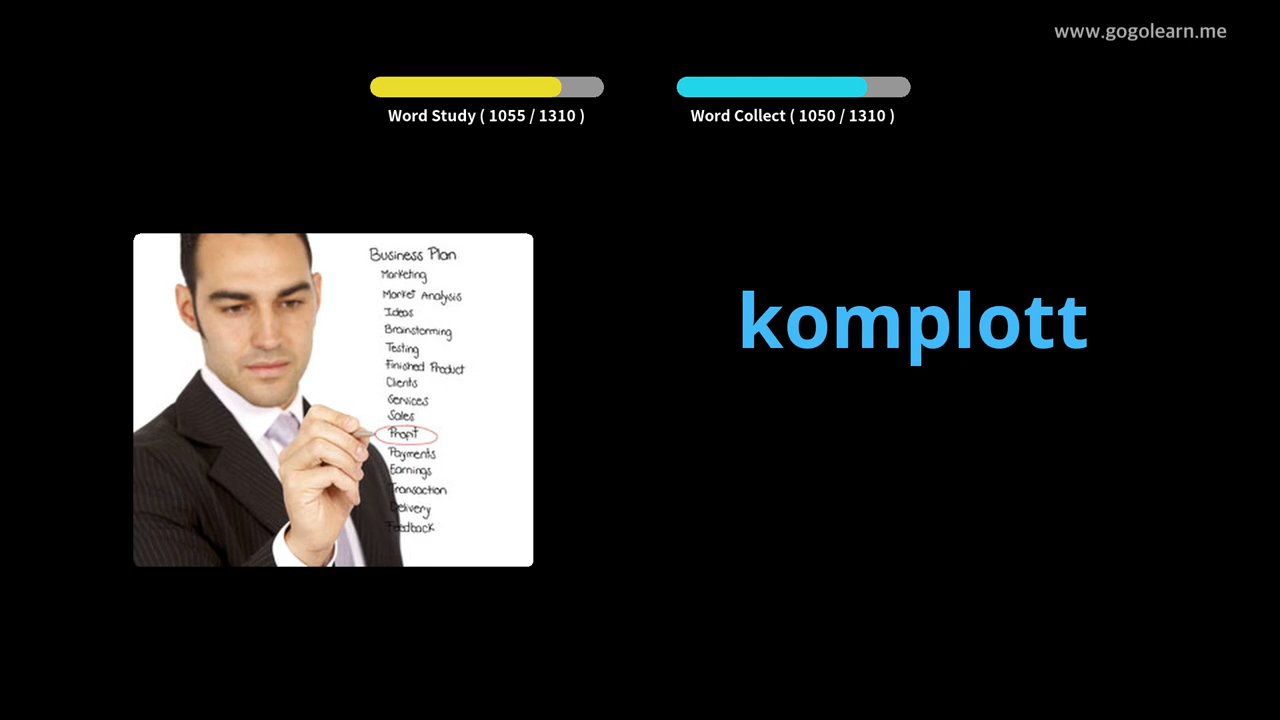 www.gogolearn.me
Word Study ( 1055 / 1310 )
Word Collect ( 1050 / 1310 )
Business Plan
Marketing
Market Analysis
Ideas
Brainstorming
Testing
Finished Product
Clients
Services
Sales
Profit
Payments
Earnings
Transaction
Delivery
Feedback
komplott